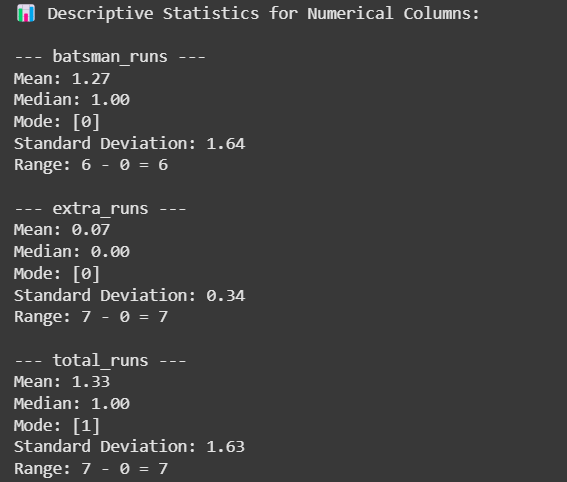 📊 Descriptive Statistics for Numerical Columns:
--- batsman_runs ---
Mean: 1.27
Median: 1.00
Mode: [0]
Standard Deviation: 1.64
Range: 6 - 0 = 6
--- extra_runs ---
Mean: 0.07
Median: 0.00
Mode: [0]
Standard Deviation: 0.34
Range: 7 - 0 = 7
--- total_runs ---
Mean: 1.33
Median: 1.00
Mode: [1]
Standard Deviation: 1.63
Range: 7 - 0 = 7